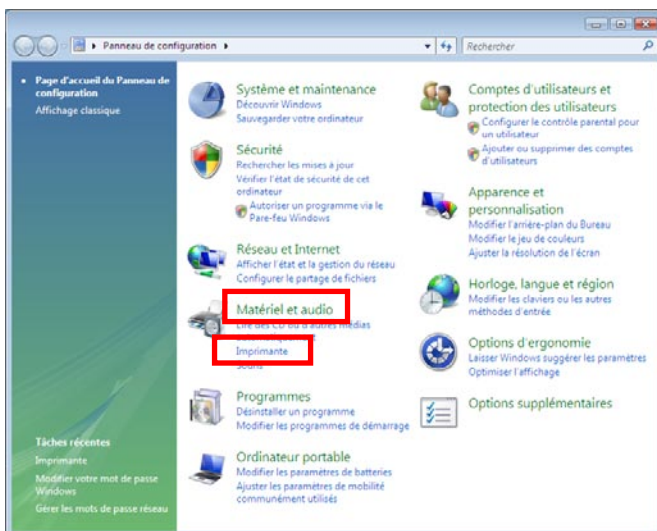 Panneau de configuration
Rechercher
Page d'accueil du Panneau de
configuration
Affichage classique
Système et maintenance
Découvrir Windows
Sauvegarder votre ordinateur
Sécurité
Rechercher les mises à jour
Vérifier l'état de sécurité de cet
ordinateur
Autoriser un programme via le
Pare-feu Windows
Réseau et Internet
Afficher l'état et la gestion du réseau
Configurer le partage de fichiers
Matériel et audio
Lire des CD ou d'autres médias
automatiquement
Imprimante
Souris
Programmes
Désinstaller un programme
Modifier les programmes de démarrage
Ordinateur portable
Modifier les paramètres de batteries
Ajuster les paramètres de mobilité
communément utilisés
Comptes d'utilisateurs et
protection des utilisateurs
Configurer le contrôle parental pour
un utilisateur
Ajouter ou supprimer des comptes
d'utilisateurs
Apparence et
personnalisation
Modifier l'arrière-plan du Bureau
Modifier le jeu de couleurs
Ajuster la résolution de l'écran
Horloge, langue et région
Modifier les claviers ou les autres
méthodes d'entrée
Options d'ergonomie
Laisser Windows suggérer les paramètres
Optimiser l'affichage
Options supplémentaires
Tâches récentes
Imprimante
Modifier votre mot de passe
Windows
Gérer les mots de passe réseau